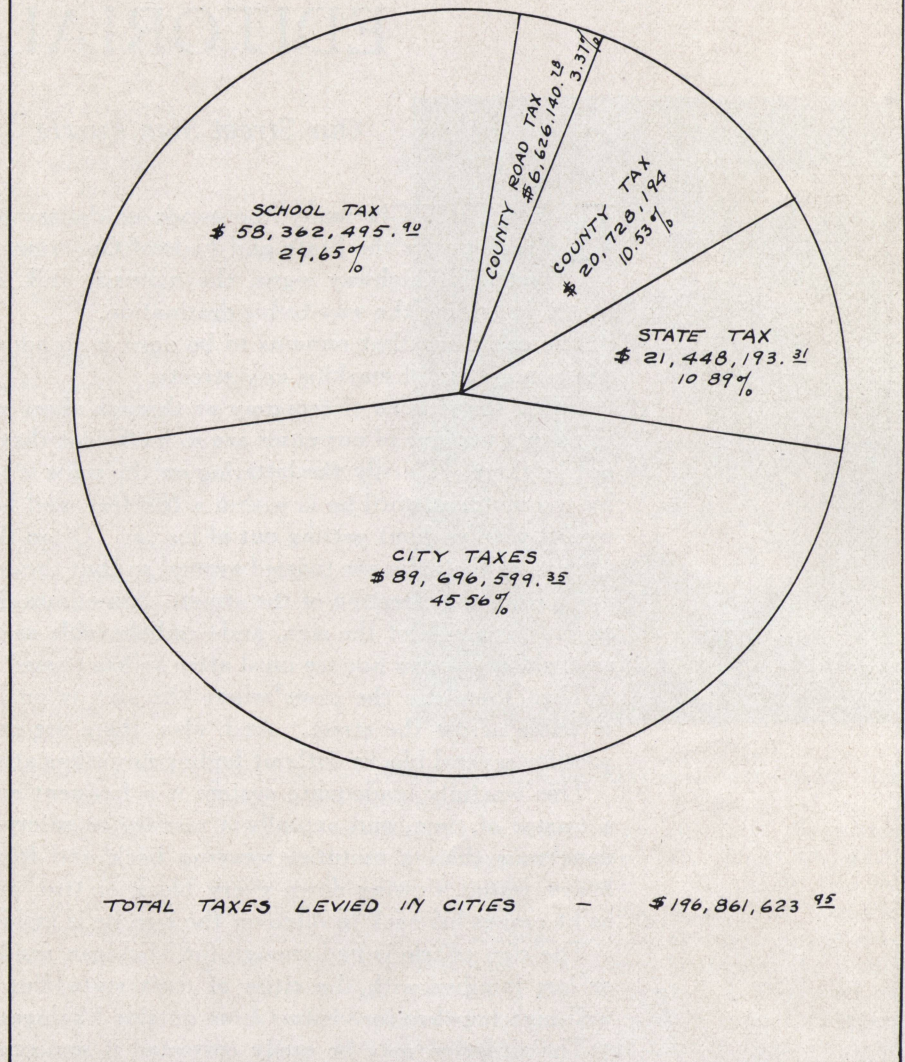 SCHOOL TAX
$ 58,362,495.90
29.65%
COUNTY ROAD TAX
$6,626,140.78
3.37%
COUNTY TAX
$ 20,728,194
10.53%
STATE TAX
$ 21,448,193.31
10 89%
CITY TAXES
$ 89,696,599.35
45 56%
TOTAL TAXES LEVIED IN CITIES — $196,861,623 95